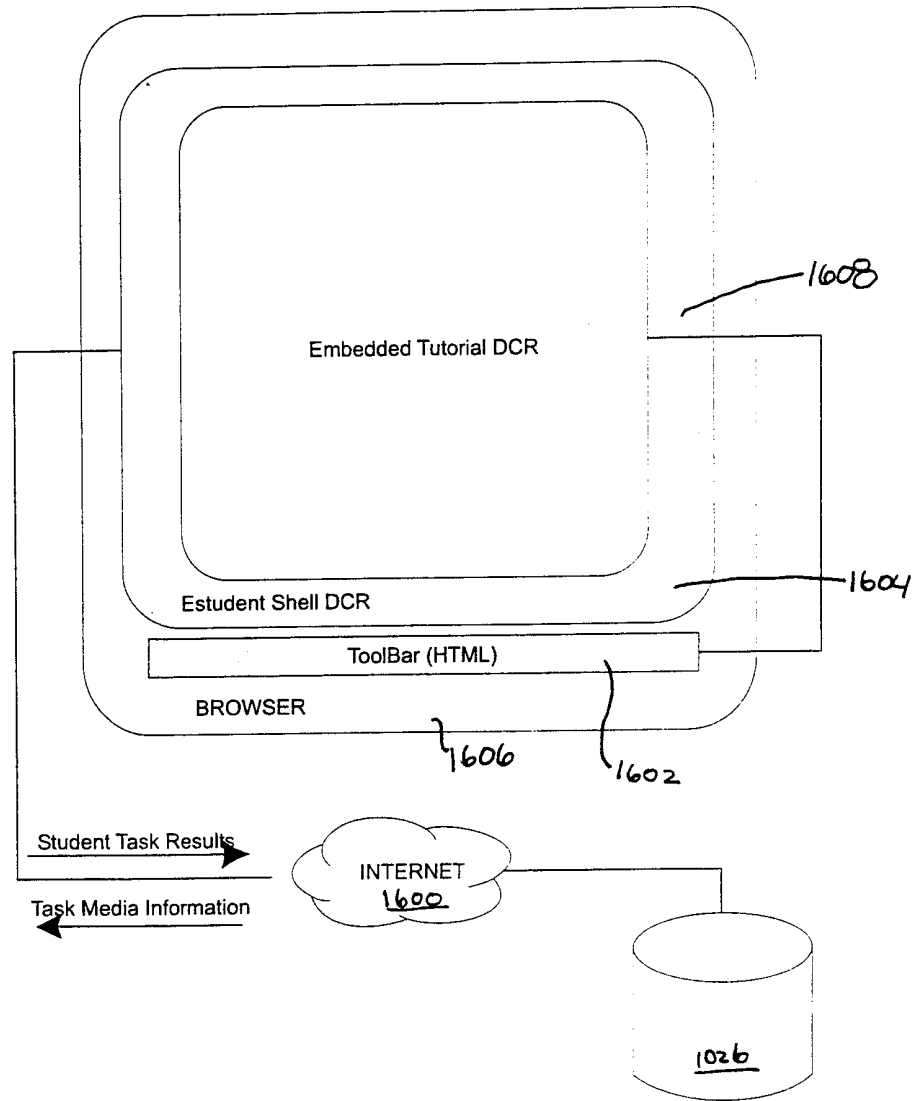 1608
Embedded Tutorial DCR
1604
Estudent Shell DCR
ToolBar (HTML)
BROWSER
1606
1602
Student Task Results
INTERNET
1600
Task Media Information
1026